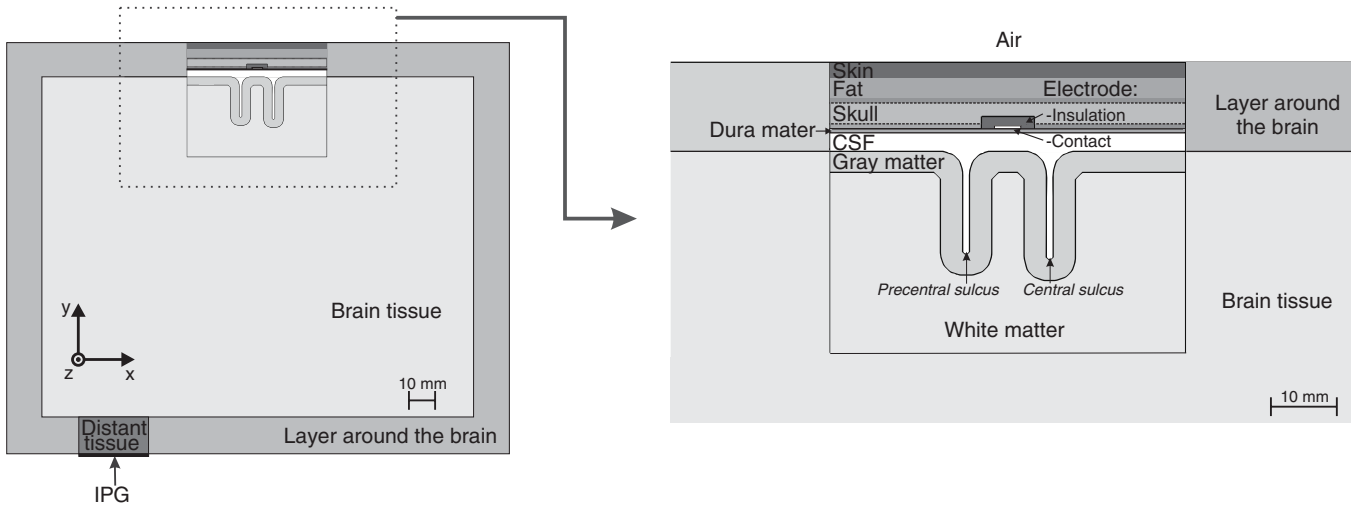 y
z
x
Brain tissue
10 mm
Distant
tissue
Layer around the brain
IPG
Air
Skin
Fat
Electrode:
Skull
-Insulation
Dura mater
CSF
-Contact
Gray matter
Layer around
the brain
Precentral sulcus
Central sulcus
White matter
Brain tissue
10 mm